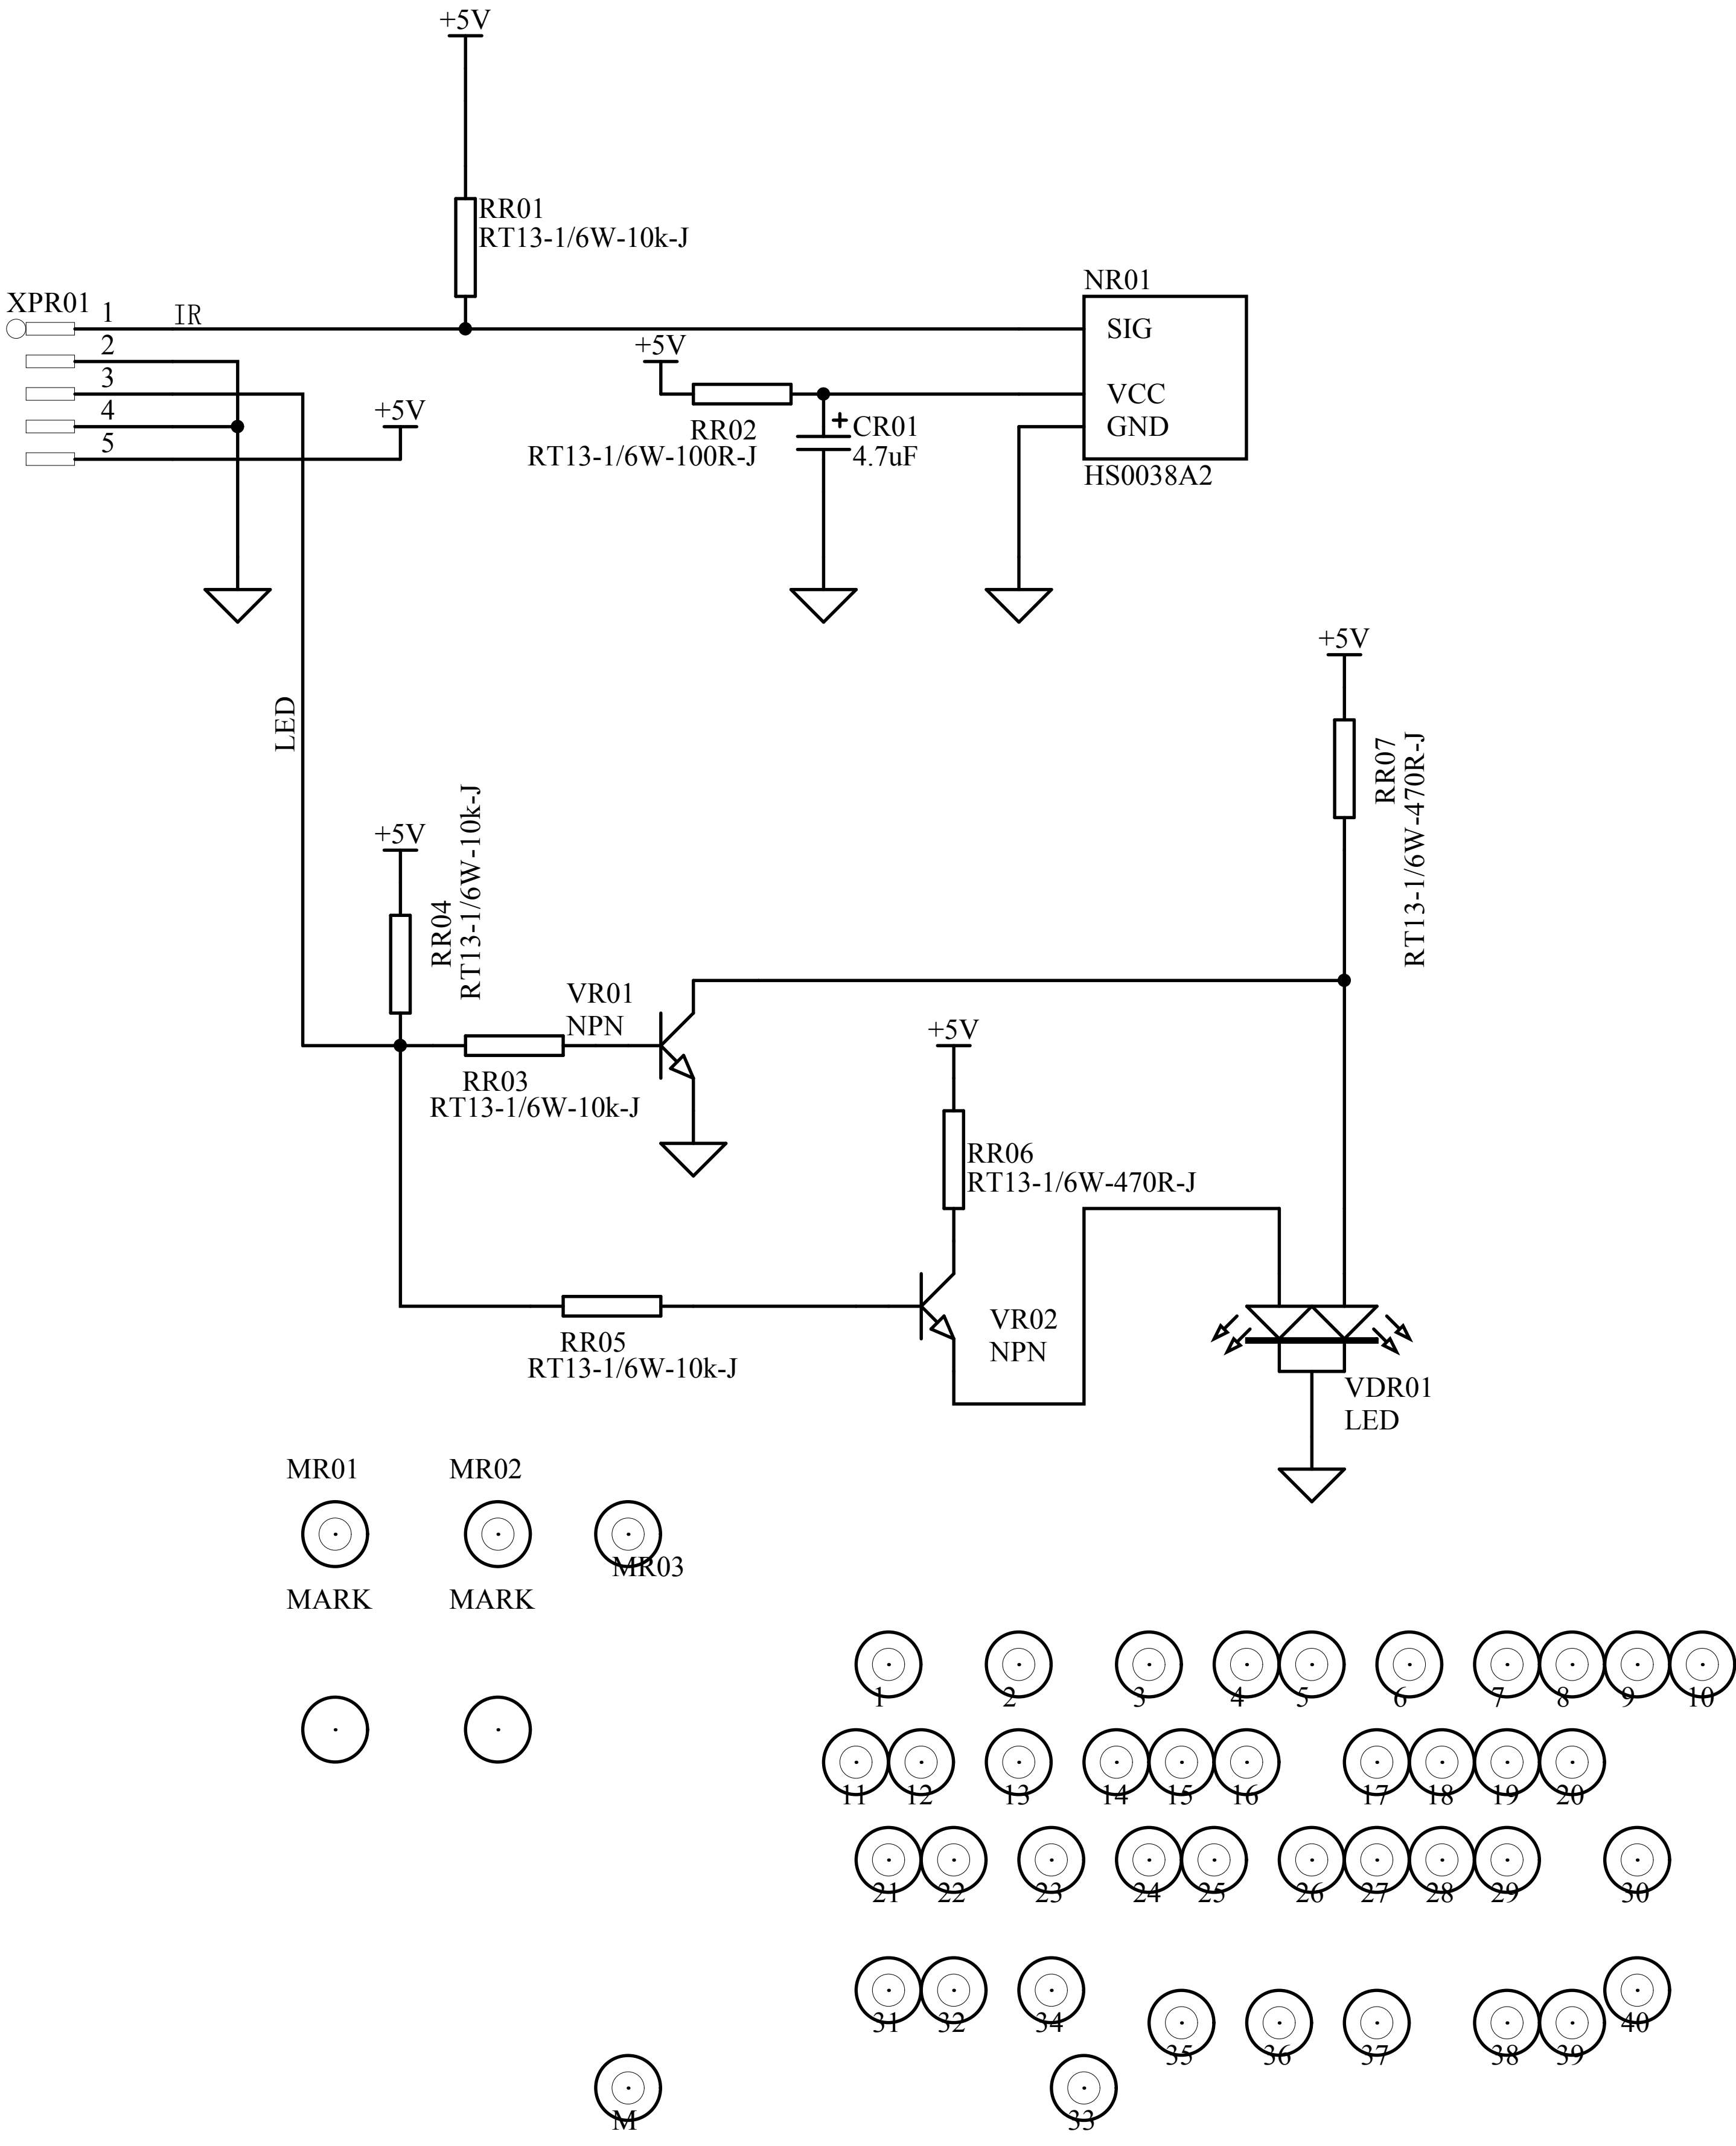 +5V
RR01
RT13-1/6W-10k-J
NR01
XPR01
1
IR
SIG
2
+5V
3
VCC
4
+5V
CR01
GND
RR02
5
RT13-1/6W-100R-J
4.7uF
HS0038A2
+5V
LED
RR07
RT13-1/6W-470R-J
+5V
RR04
RT13-1/6W-10k-J
VR01
NPN
+5V
RR03
RT13-1/6W-10k-J
RR06
RT13-1/6W-470R-J
VR02
NPN
RR05
RT13-1/6W-10k-J
VDR01
LED
MR01
MR02
MR03
MARK
MARK
1 2 3 4 5 6 7 8 9 10
11 12 13 14 15 16 17 18 19 20
21 22 23 24 25 26 27 28 29 30
31 32 34 40
35 36 37 38 39
M 33